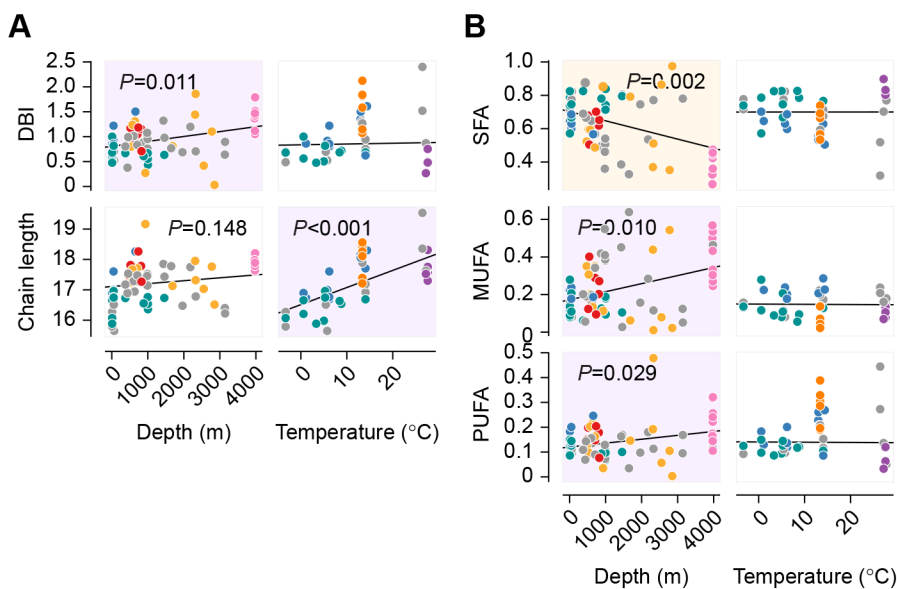 A
B
2.5
2.0
1.5
1.0
0.5
0
DBI
P=0.011
19
18
17
16
Chain length
P=0.148
P<0.001
0
1000
2000
3000
4000
Depth (m)
0
10
20
Temperature (°C)
1.0
0.8
0.6
0.4
SFA
P=0.002
0.6
0.4
0.2
0
MUFA
P=0.010
0.5
0.4
0.3
0.2
0.1
0
PUFA
P=0.029
0
1000
2000
3000
4000
Depth (m)
0
10
20
Temperature (°C)